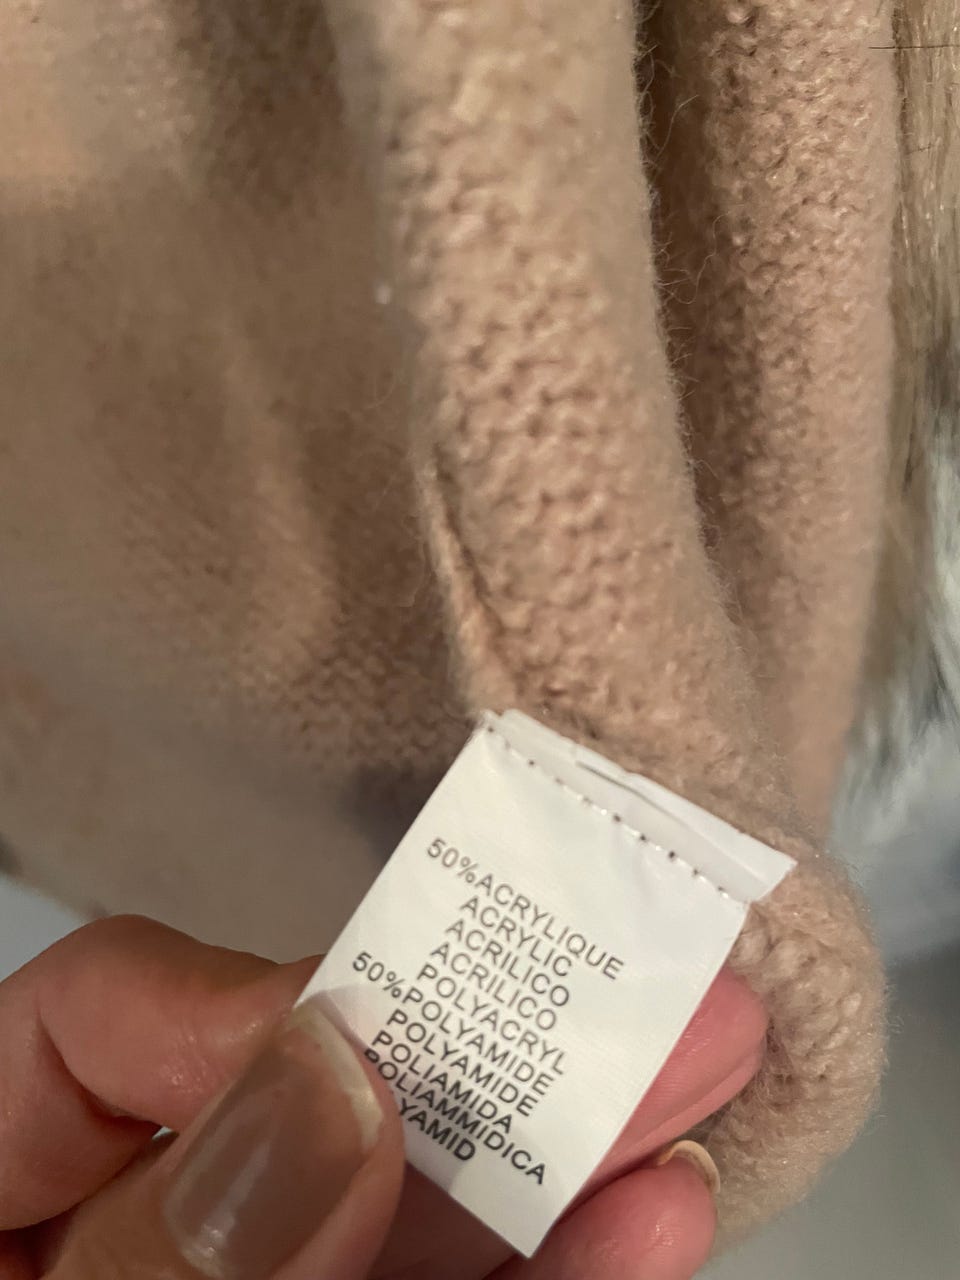 50%ACRYLIQUE
ACRYLIC
ACRILICO
ACRILICO
POLYACRYL
50%POLYAMIDE
POLYAMIDE
POLIAMIDA
POLIAMMIDICA